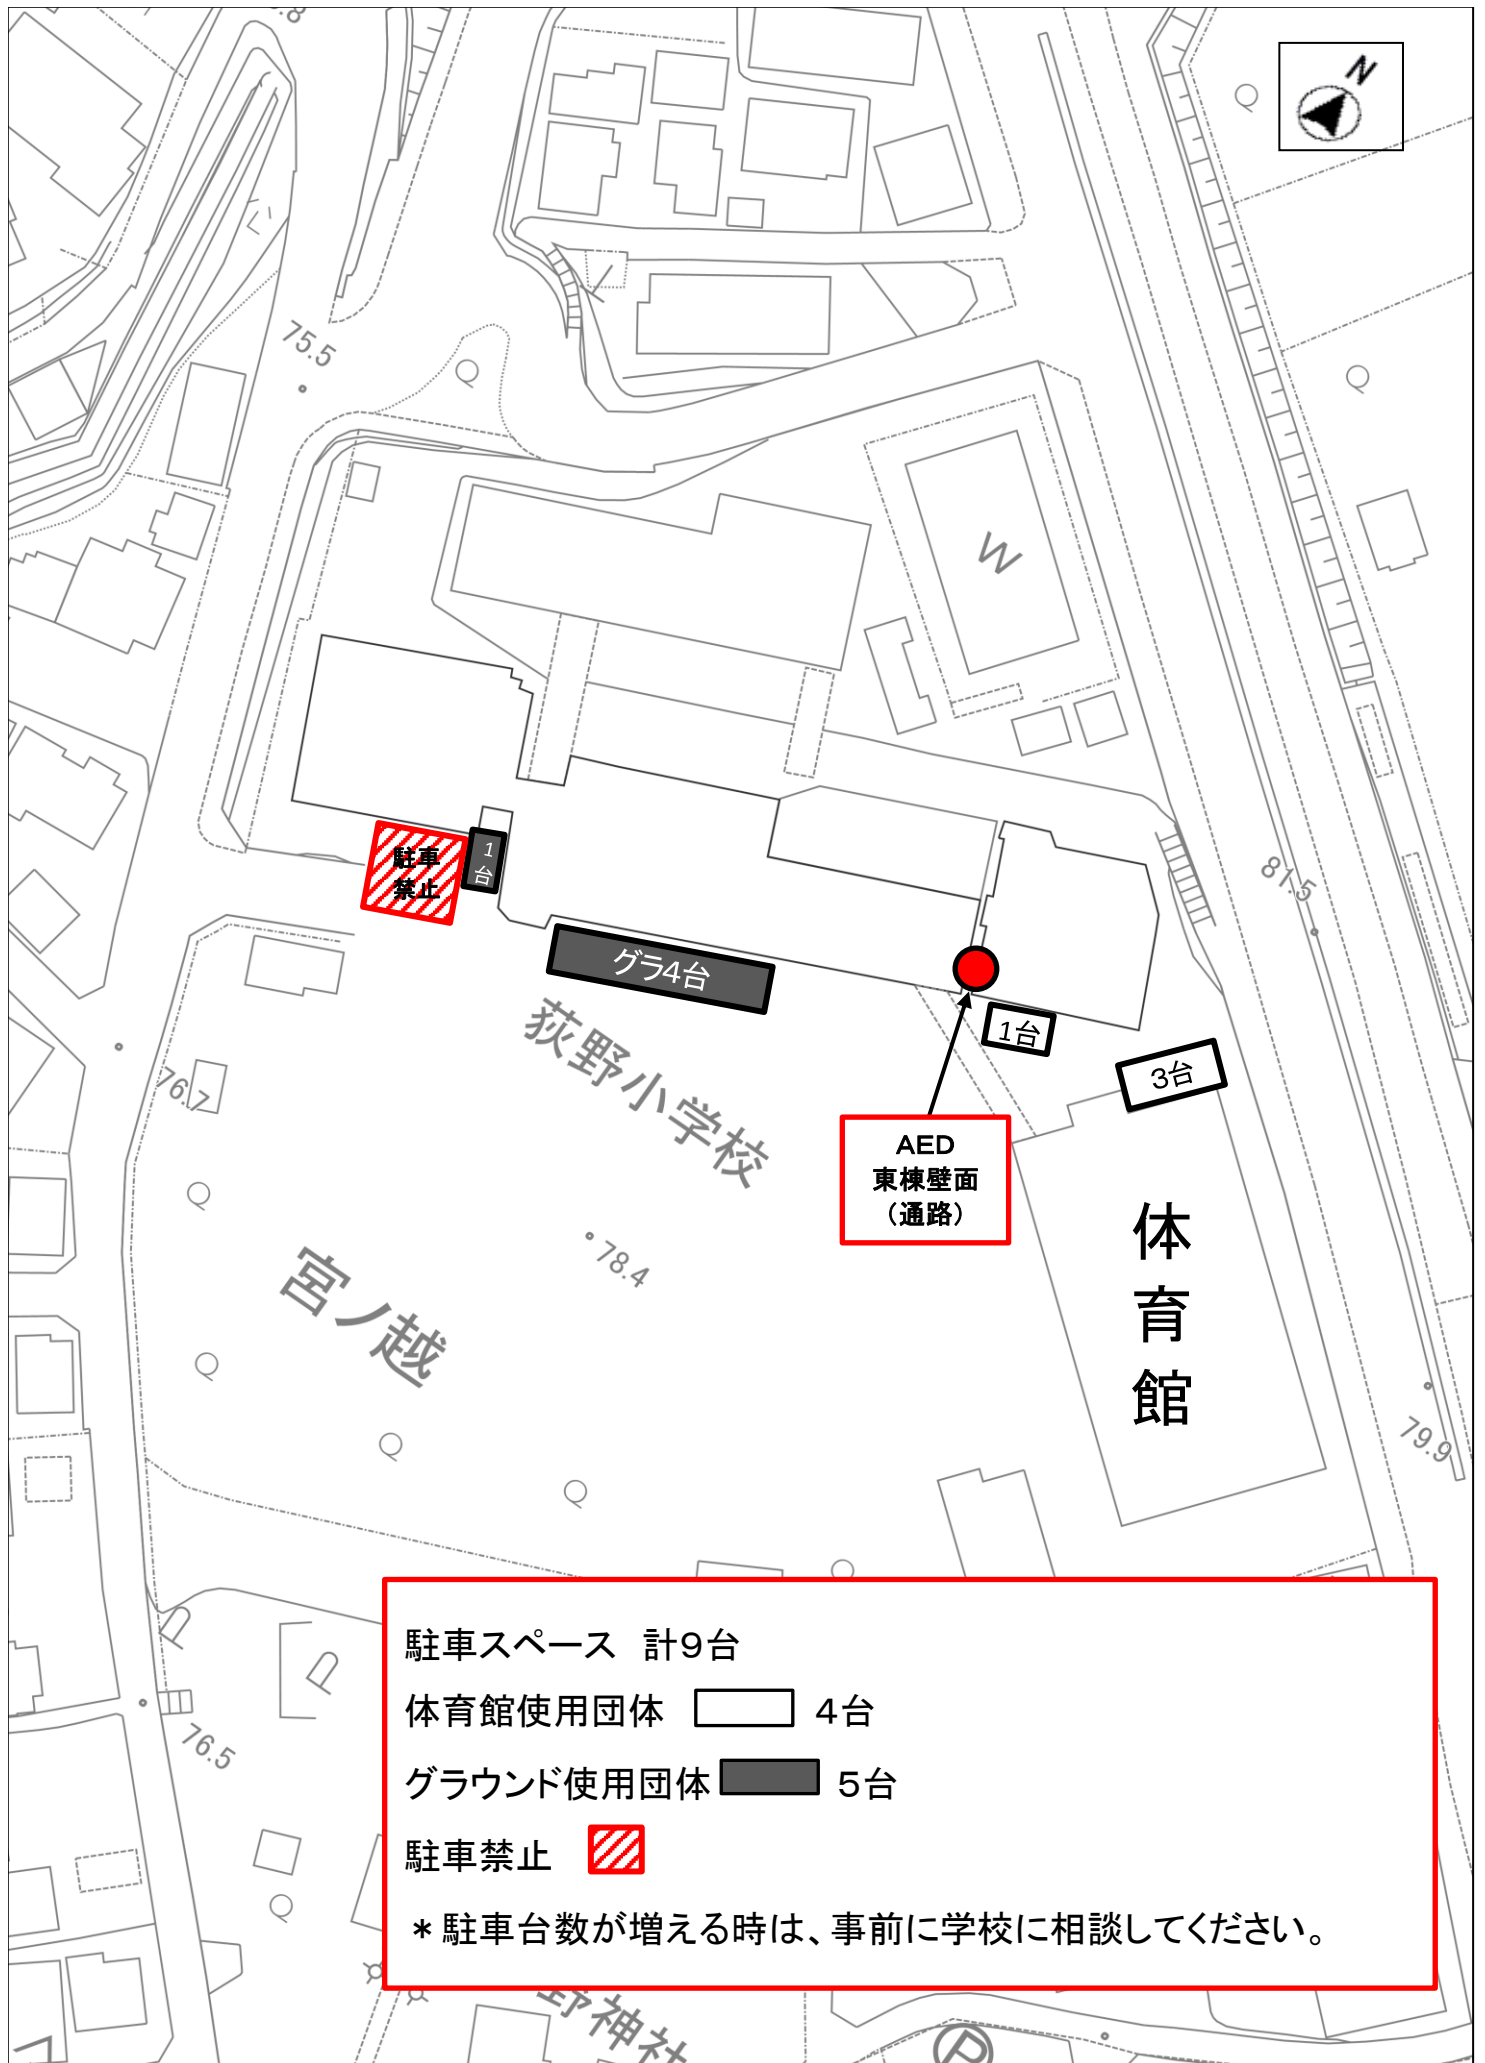 N
75.5
W
駐車
禁止
1
台
グラ4台
荻野小学校
81.5
1台
3台
76.7
AED
東棟壁面
（通路）
体
育
館
78.4
宮ノ越
79.9
76.5
駐車スペース　計９台
体育館使用団体　４台
グラウンド使用団体　５台
駐車禁止
＊駐車台数が増える時は、事前に学校に相談してください。
野神社
P